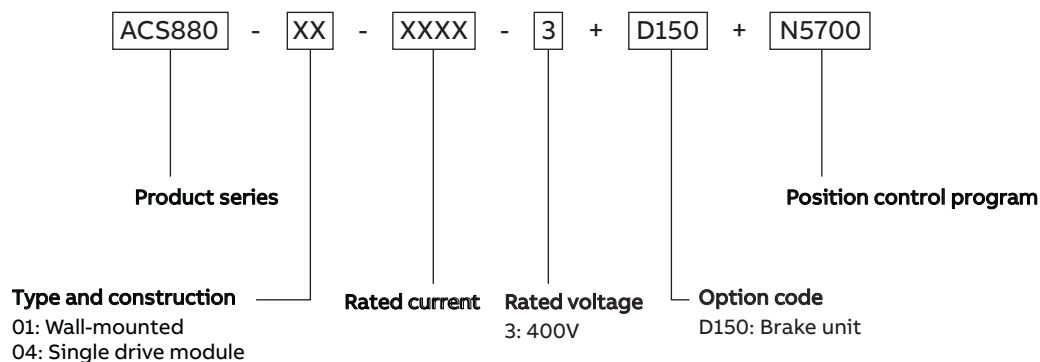 ACS880 - XX - XXXX - 3 + D150 + N5700
Product series
Position control program
Type and construction
01: Wall-mounted
04: Single drive module
Rated current
Rated voltage
3: 400V
Option code
D150: Brake unit